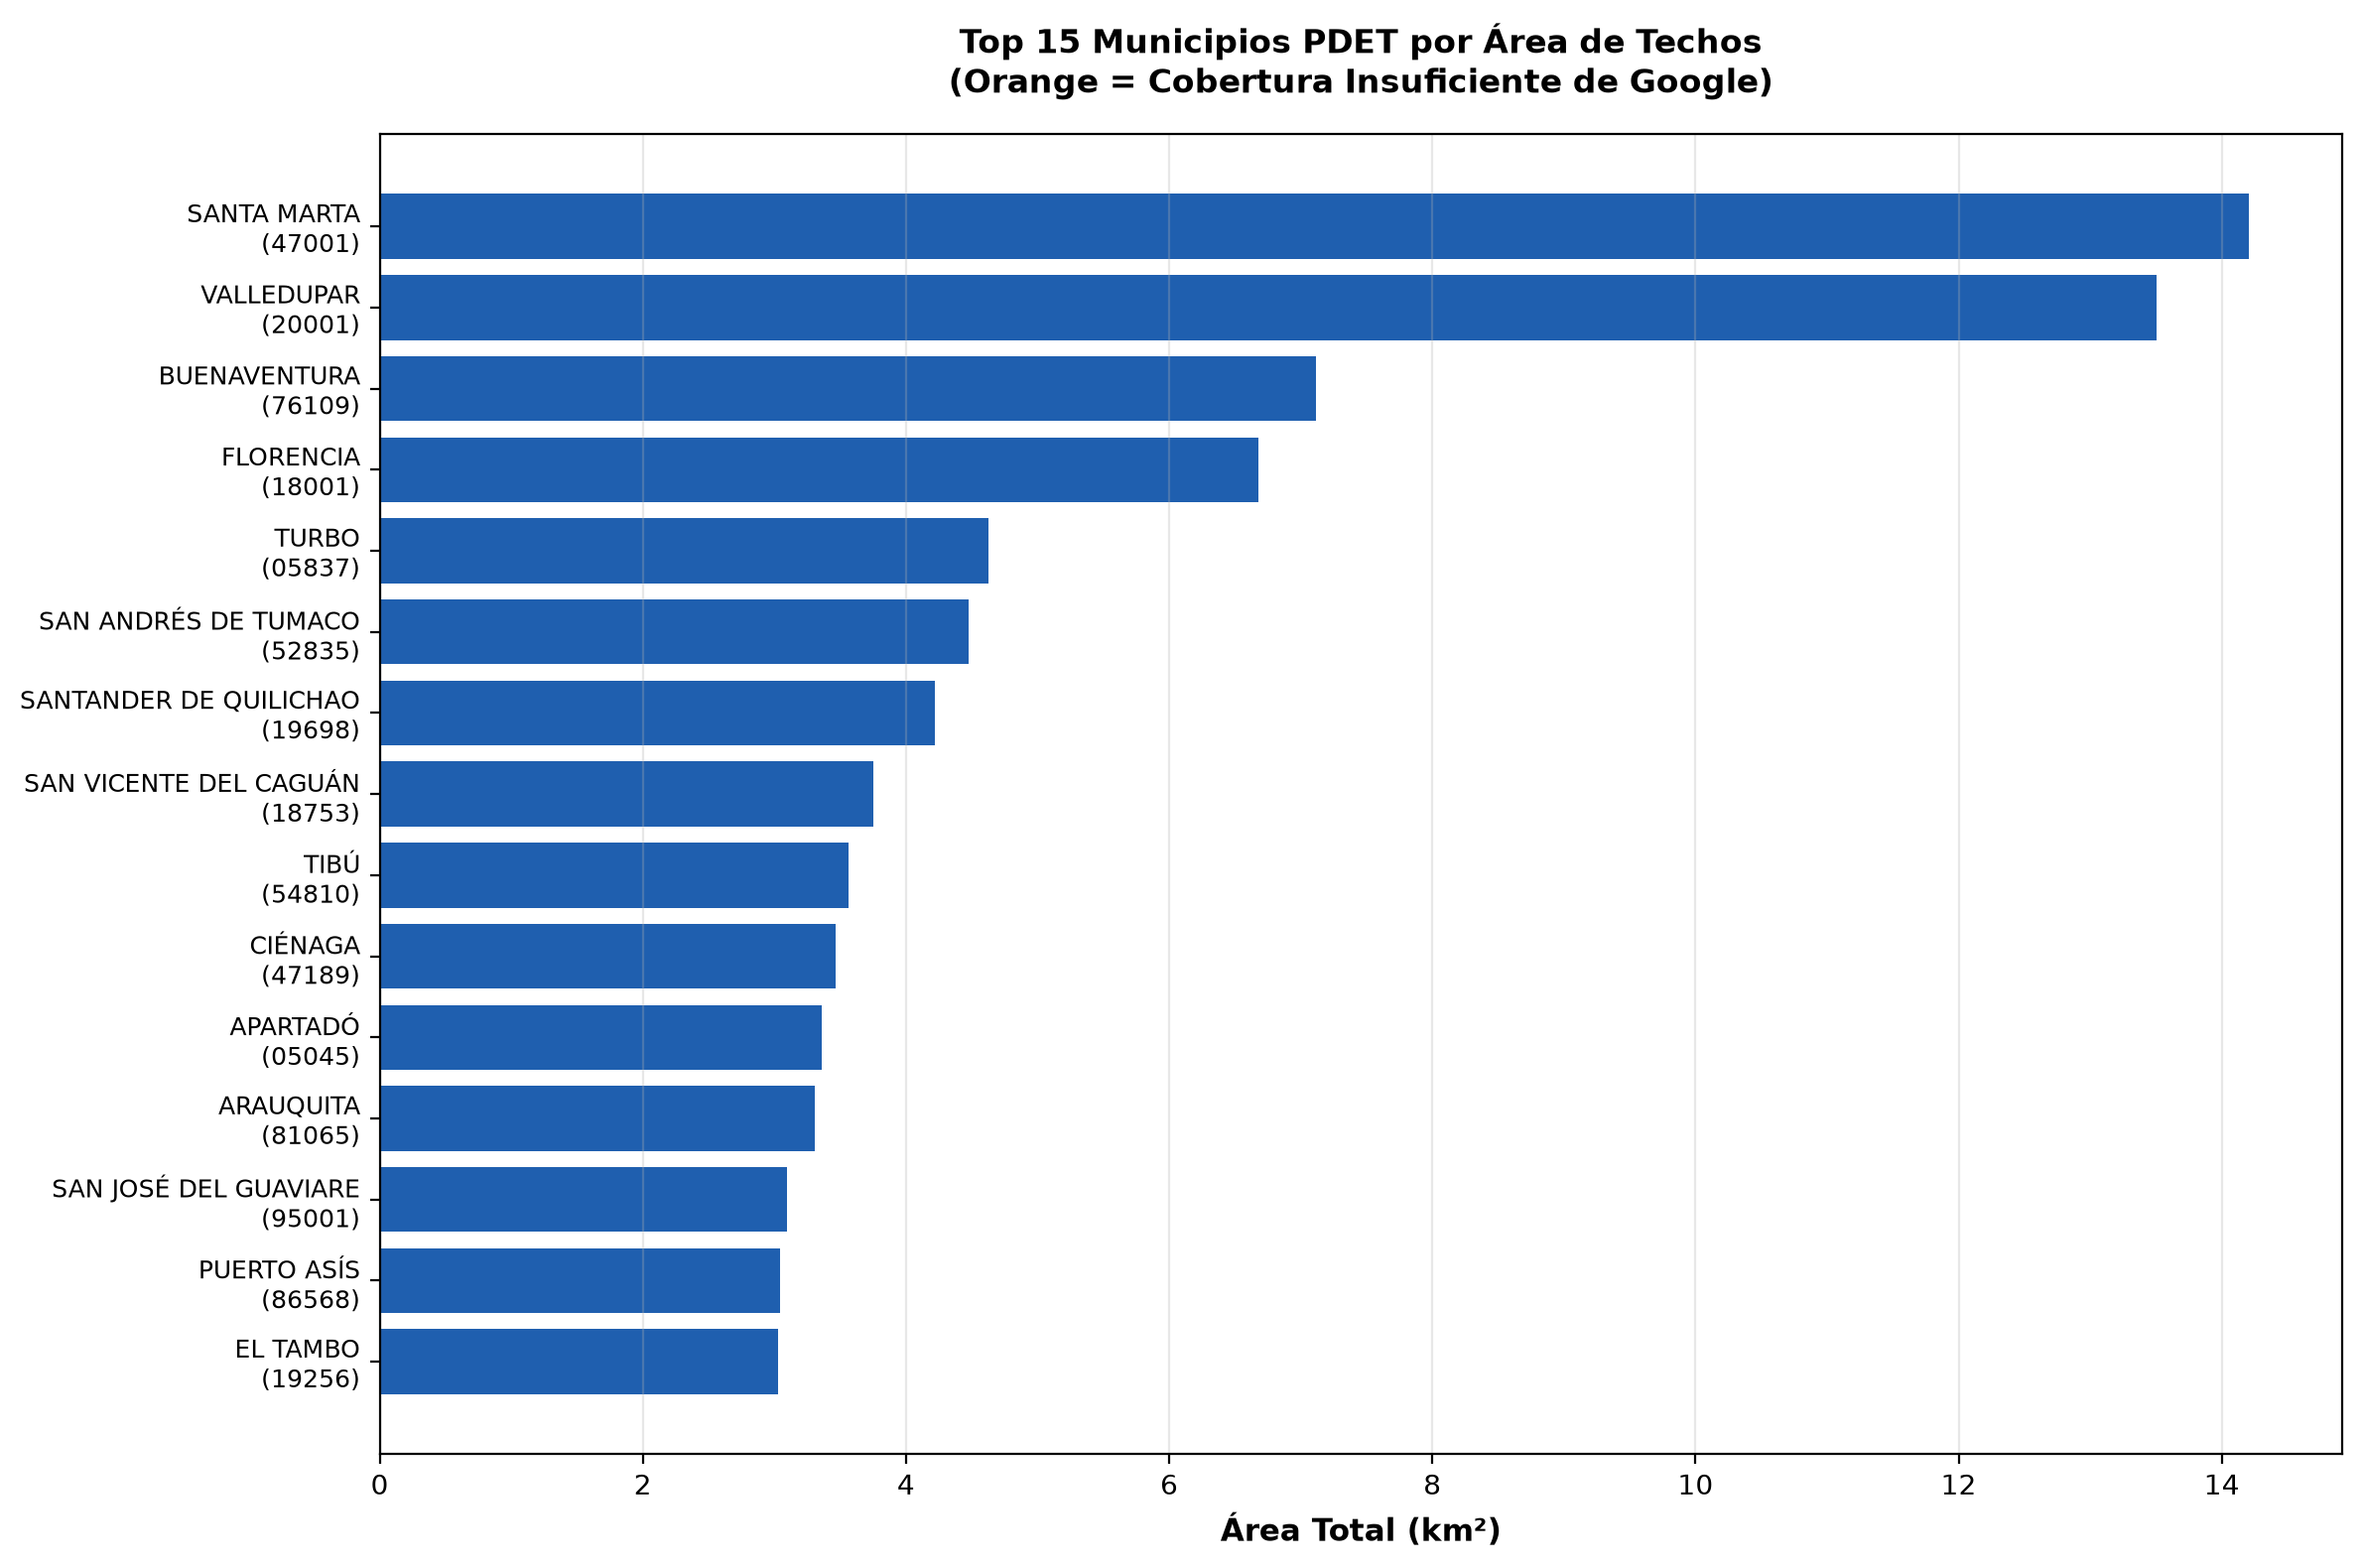 Top 15 Municipios PDET por Área de Techos
(Orange = Cobertura Insuficiente de Google)
SANTA MARTA
(47001)
VALLEDUPAR
(20001)
BUENAVENTURA
(76109)
FLORENCIA
(18001)
TURBO
(05837)
SAN ANDRÉS DE TUMACO
(52835)
SANTANDER DE QUILICHAO
(19698)
SAN VICENTE DEL CAGUÁN
(18753)
TIBÚ
(54810)
CIÉNAGA
(47189)
APARTADÓ
(05045)
ARAUQUITA
(81065)
SAN JOSÉ DEL GUAVIARE
(95001)
PUERTO ASÍS
(86568)
EL TAMBO
(19256)
0 2 4 6 8 10 12 14
Área Total (km²)